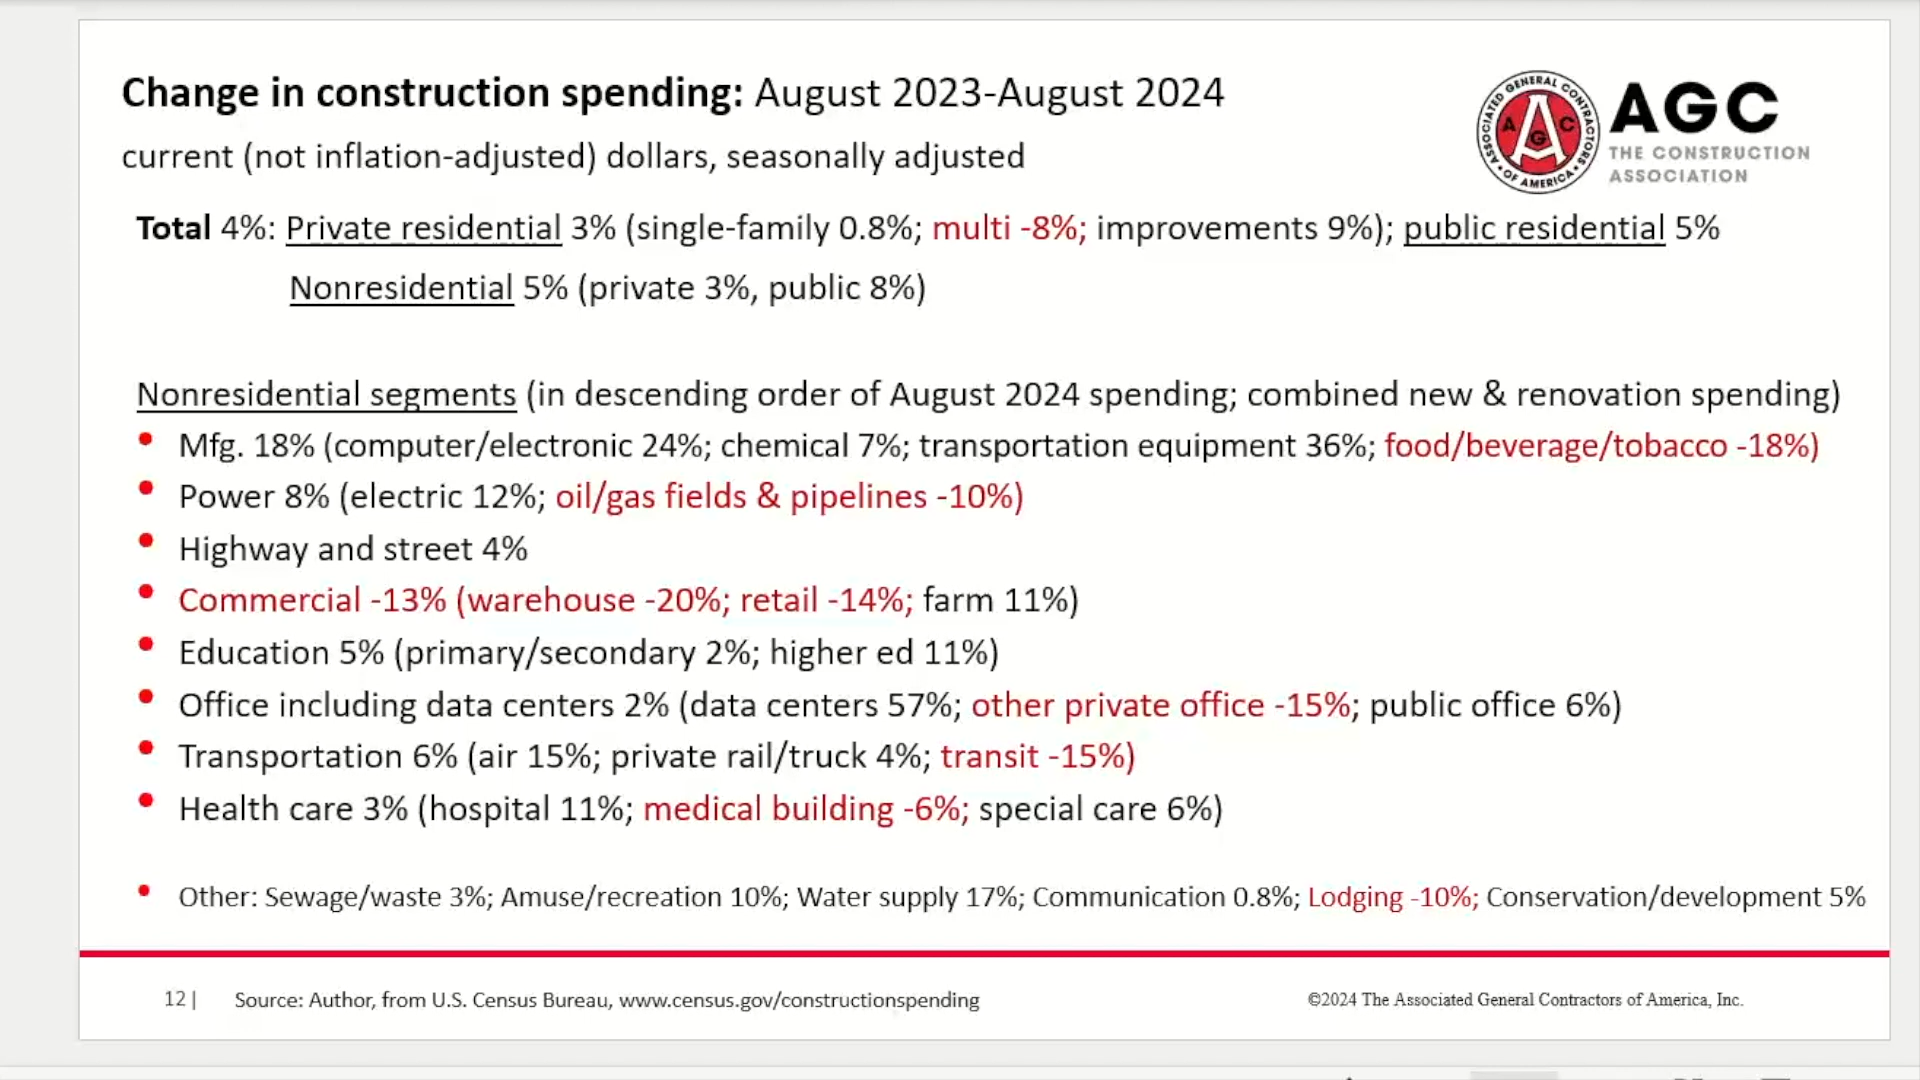 Change in construction spending: August 2023-August 2024
current (not inflation-adjusted) dollars, seasonally adjusted
ASSOCIATED GENERAL CONTRACTORS OF AMERICA
AGC
AGC
THE CONSTRUCTION
ASSOCIATION
Total 4%: Private residential 3% (single-family 0.8%; multi -8%; improvements 9%); public residential 5%
Nonresidential 5% (private 3%, public 8%)
Nonresidential segments (in descending order of August 2024 spending; combined new & renovation spending)
• Mfg. 18% (computer/electronic 24%; chemical 7%; transportation equipment 36%; food/beverage/tobacco -18%)
• Power 8% (electric 12%; oil/gas fields & pipelines -10%)
• Highway and street 4%
• Commercial -13% (warehouse -20%; retail -14%; farm 11%)
• Education 5% (primary/secondary 2%; higher ed 11%)
• Office including data centers 2% (data centers 57%; other private office -15%; public office 6%)
• Transportation 6% (air 15%; private rail/truck 4%; transit -15%)
• Health care 3% (hospital 11%; medical building -6%; special care 6%)
• Other: Sewage/waste 3%; Amuse/recreation 10%; Water supply 17%; Communication 0.8%; Lodging -10%; Conservation/development 5%
12 | Source: Author, from U.S. Census Bureau, www.census.gov/constructionspending
©2024 The Associated General Contractors of America, Inc.